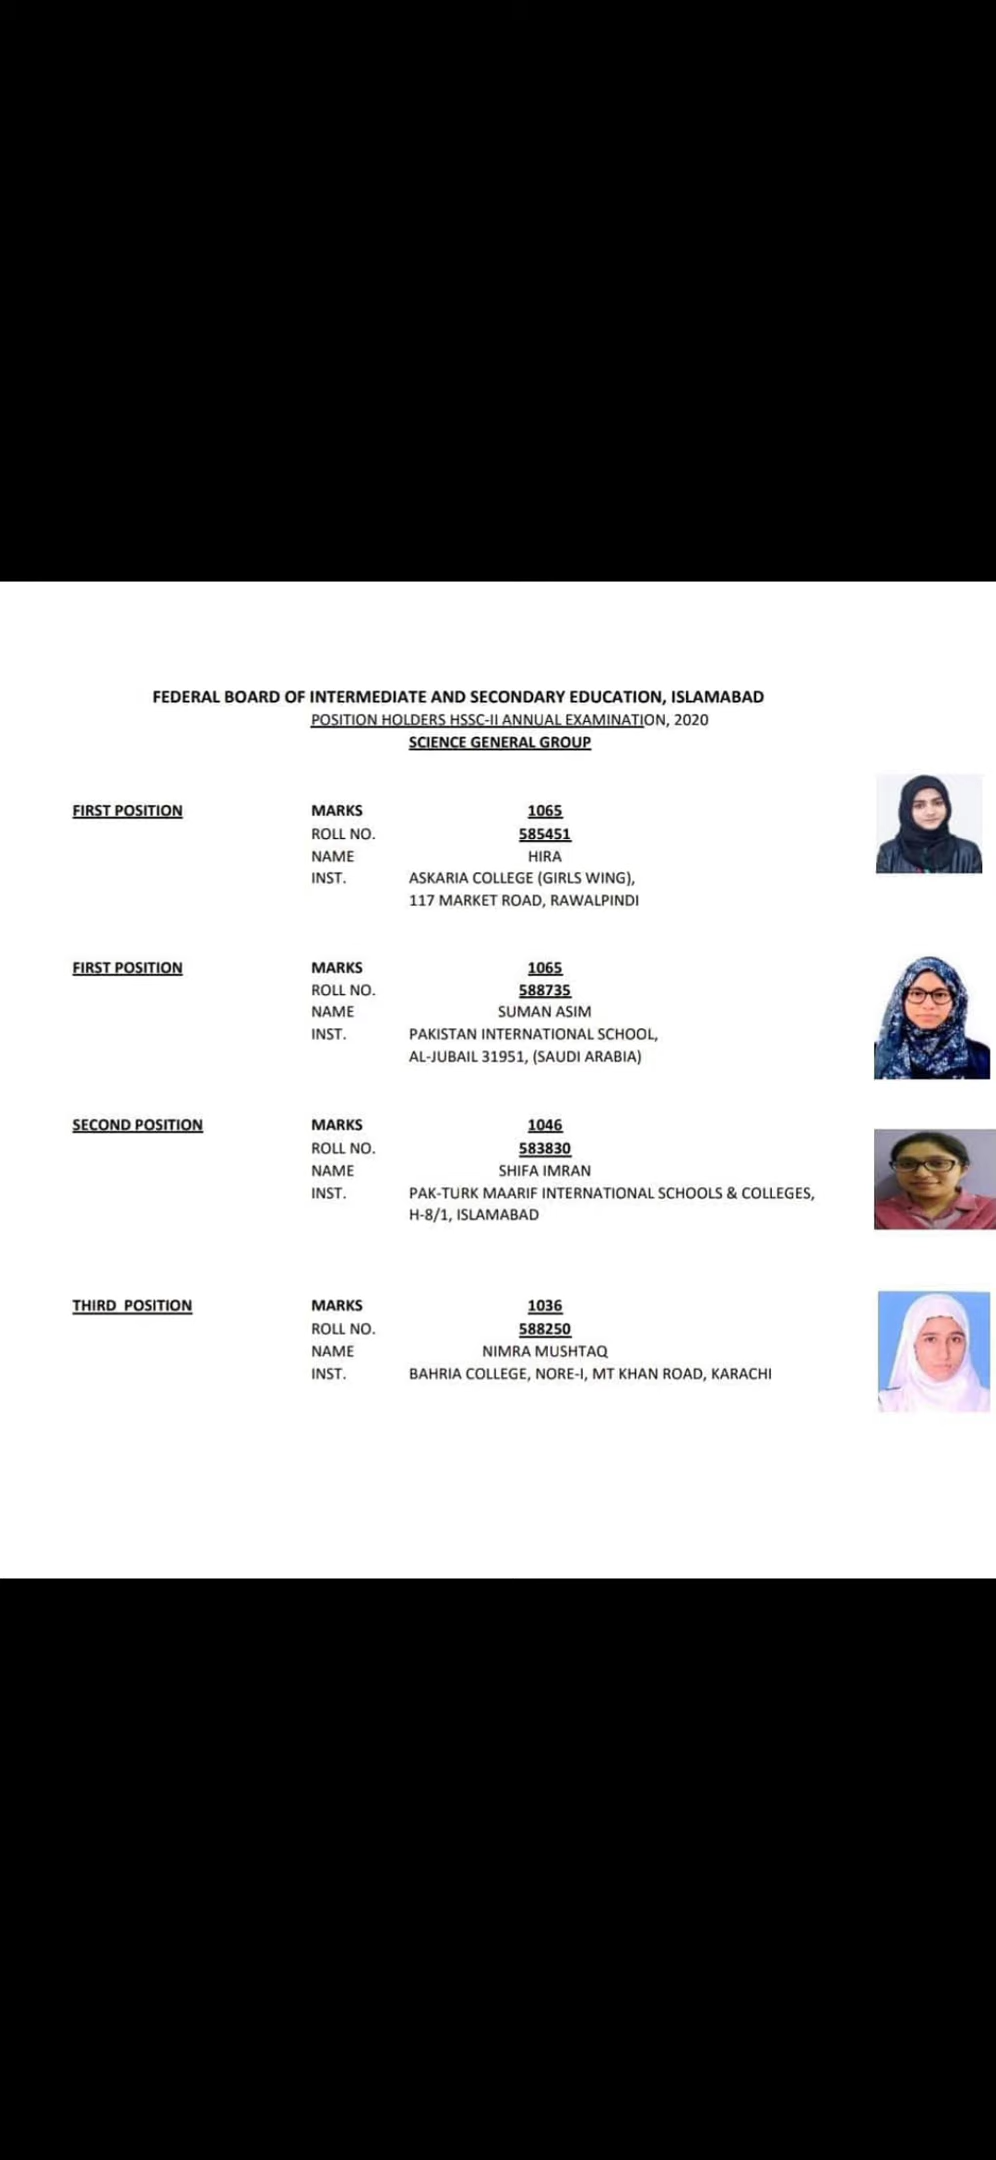 FEDERAL BOARD OF INTERMEDIATE AND SECONDARY EDUCATION, ISLAMABAD
POSITION HOLDERS HSSC-II ANNUAL EXAMINATION, 2020
SCIENCE GENERAL GROUP
FIRST POSITION MARKS 1065
ROLL NO. 585451
NAME HIRA
INST. ASKARIA COLLEGE (GIRLS WING),
117 MARKET ROAD, RAWALPINDI
FIRST POSITION MARKS 1065
ROLL NO. 588735
NAME SUMAN ASIM
INST. PAKISTAN INTERNATIONAL SCHOOL,
AL-JUBAIL 31951, (SAUDI ARABIA)
SECOND POSITION MARKS 1046
ROLL NO. 583830
NAME SHIFA IMRAN
INST. PAK-TURK MAARIF INTERNATIONAL SCHOOLS & COLLEGES,
H-8/1, ISLAMABAD
THIRD POSITION MARKS 1036
ROLL NO. 588250
NAME NIMRA MUSHTAQ
INST. BAHRIA COLLEGE, NORE-I, MT KHAN ROAD, KARACHI